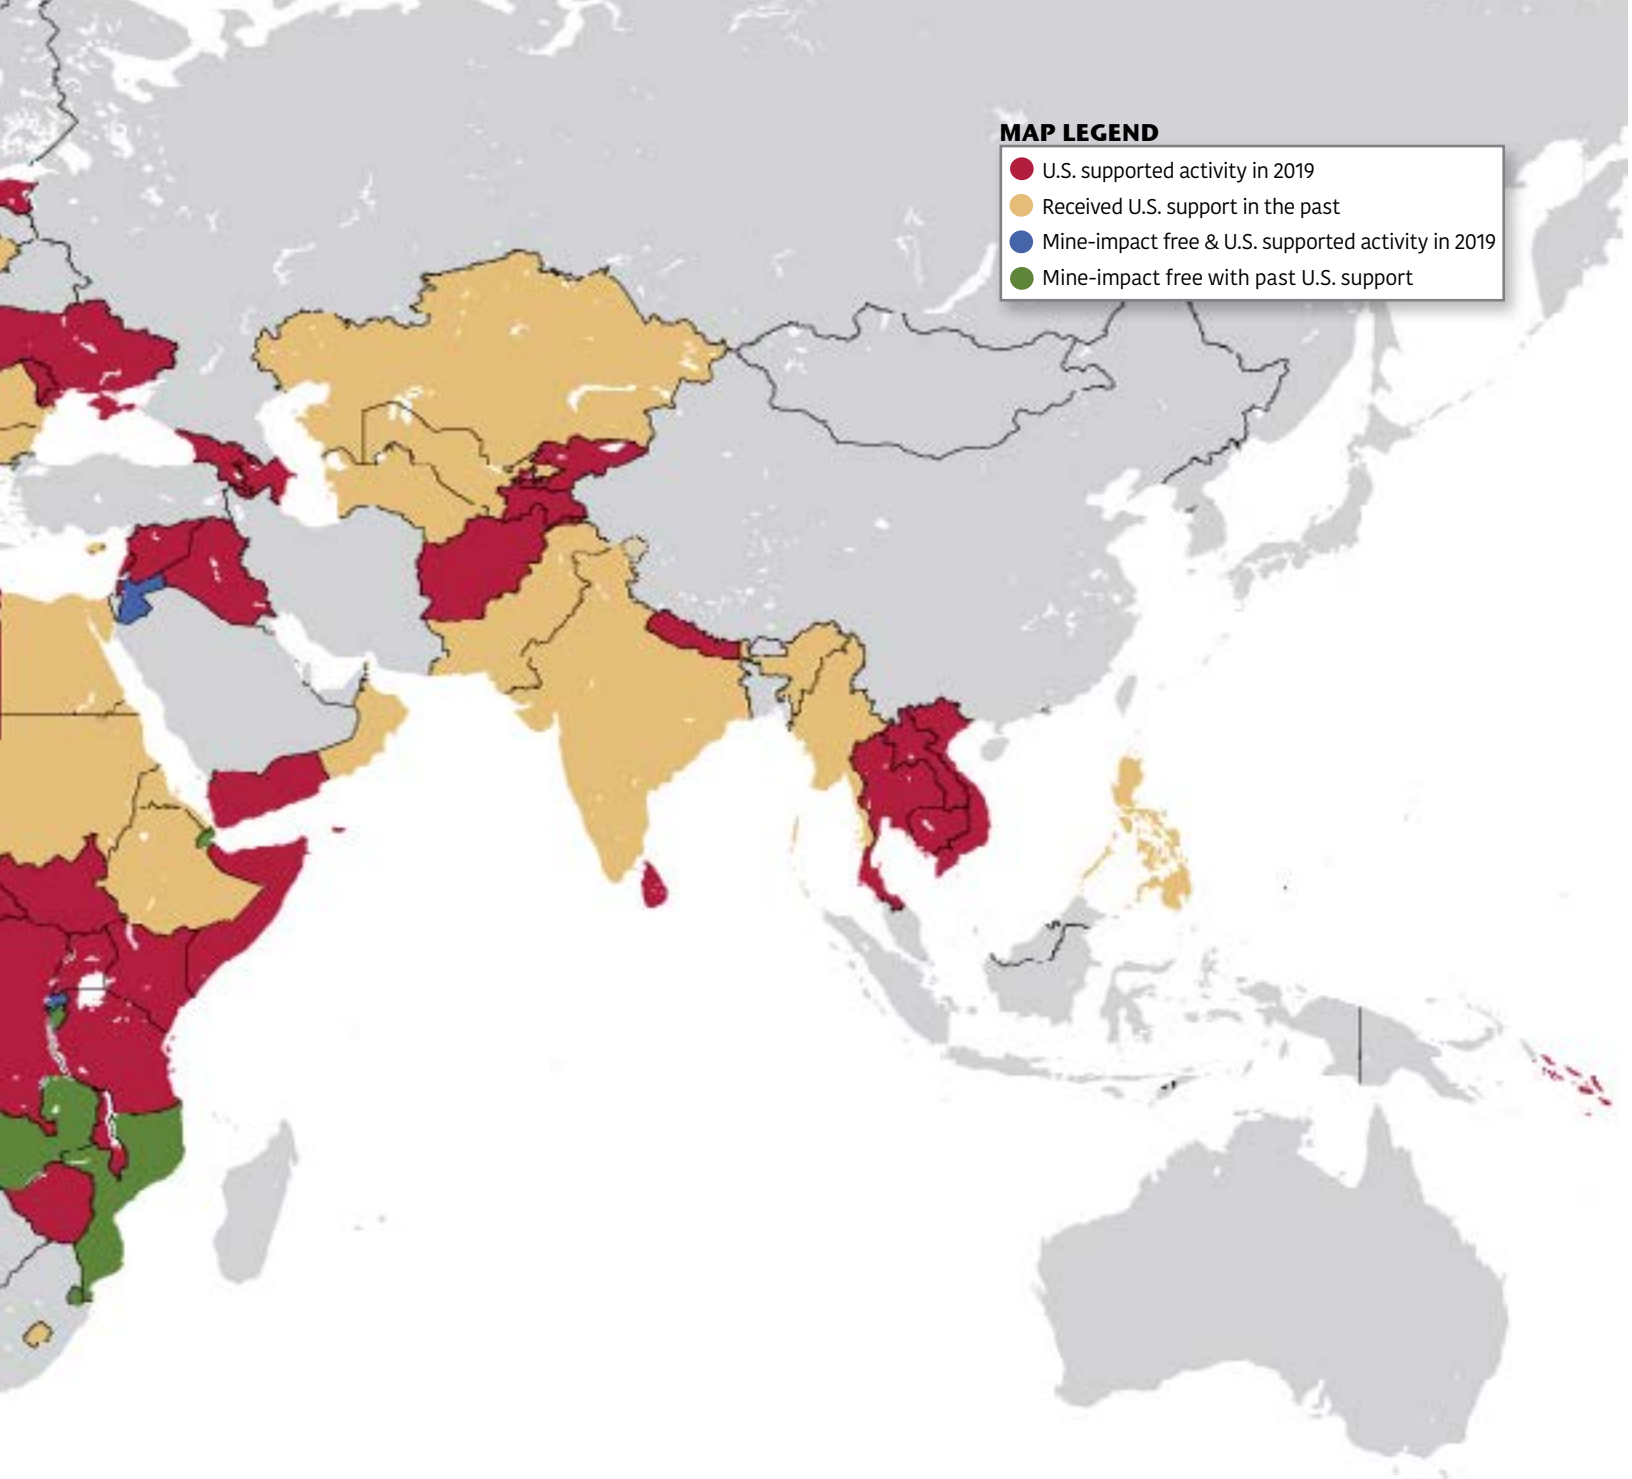 MAP LEGEND
U.S. supported activity in 2019
Received U.S. support in the past
Mine-impact free & U.S. supported activity in 2019
Mine-impact free with past U.S. support